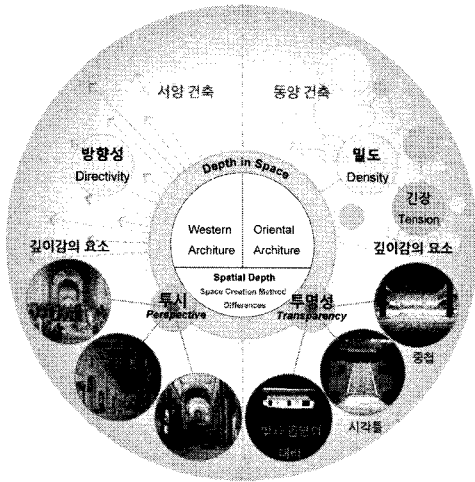 서양 건축
동양 건축
방향성
Directivity
Depth in Space
밀도
Density
긴장
Tension
Western
Architure
Oriental
Architure
깊이감의 요소
깊이감의 요소
Spatial Depth
Space Creation Method
Differences
투시
Perspective
투명성
Transparency
중첩
시각틀
대비